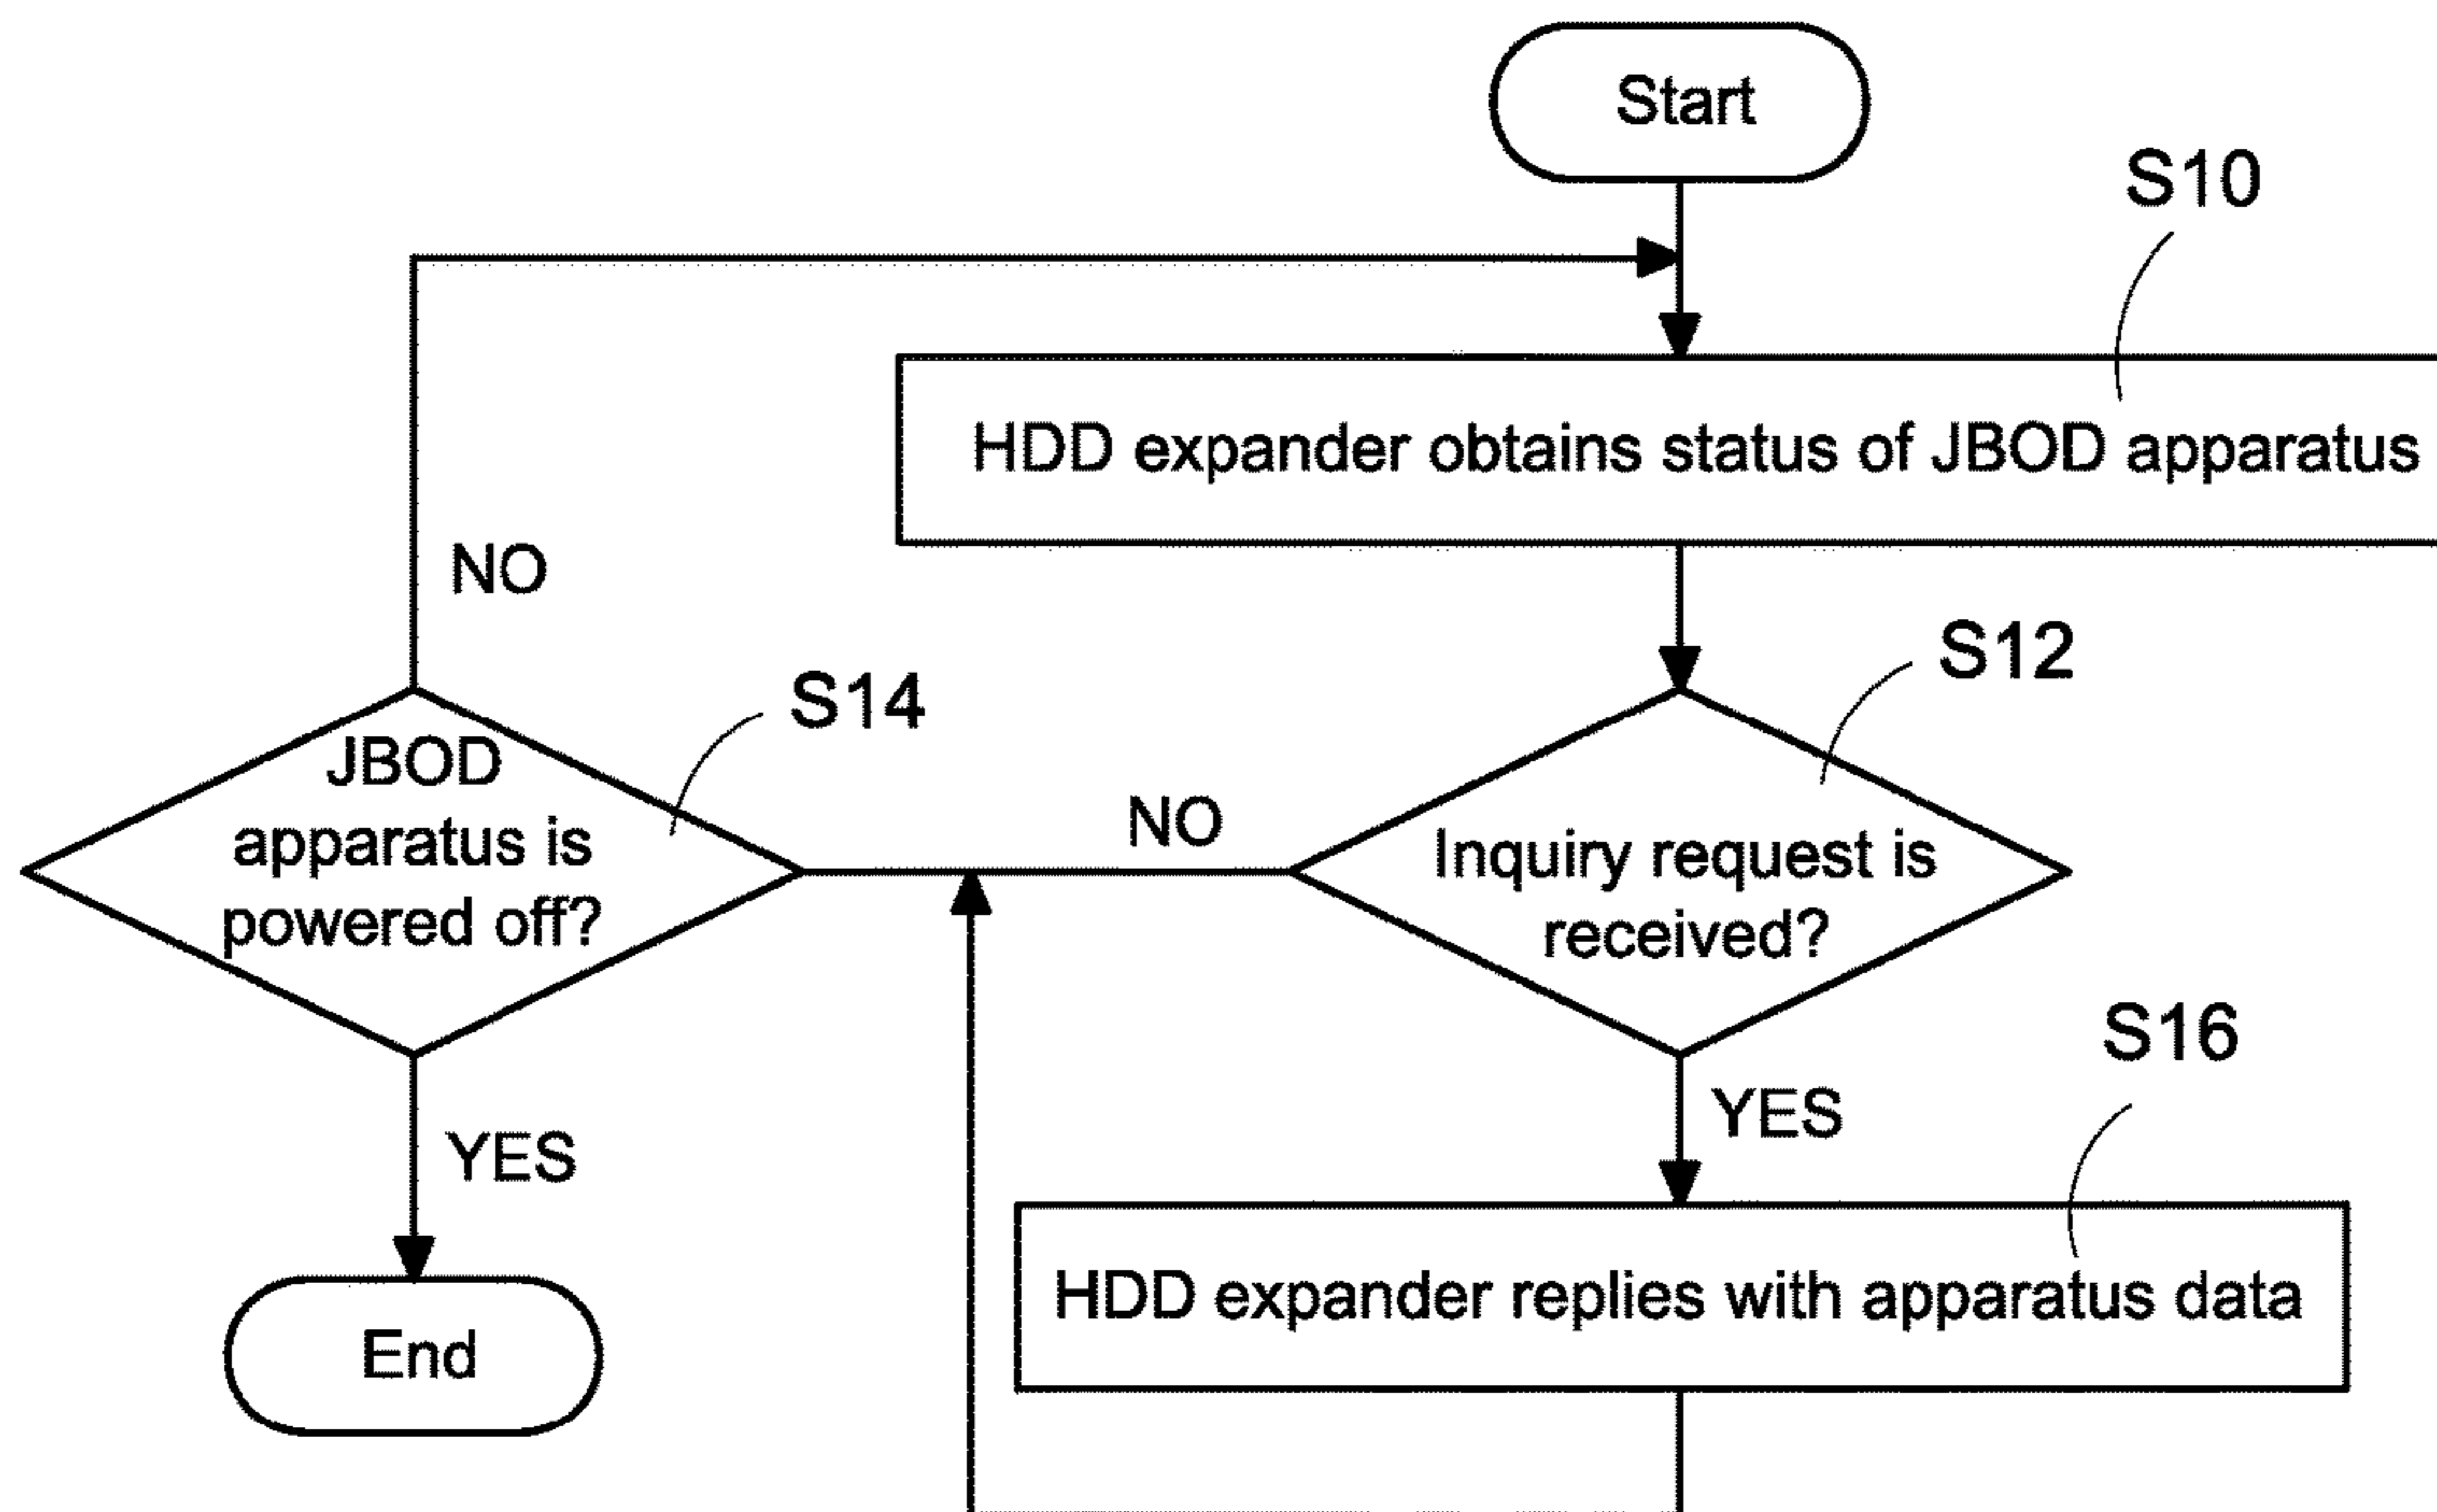 Start
S10
HDD expander obtains status of JBOD apparatus
NO
S12
S14
JBOD
apparatus is
powered off?
NO
Inquiry request is
received?
S16
YES
YES
HDD expander replies with apparatus data
End